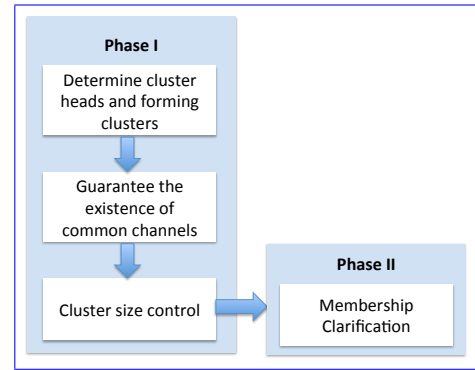 Phase I
Determine cluster
heads and forming
clusters
Guarantee the
existence of
common channels
Cluster size control
Phase II
Membership
Clarification